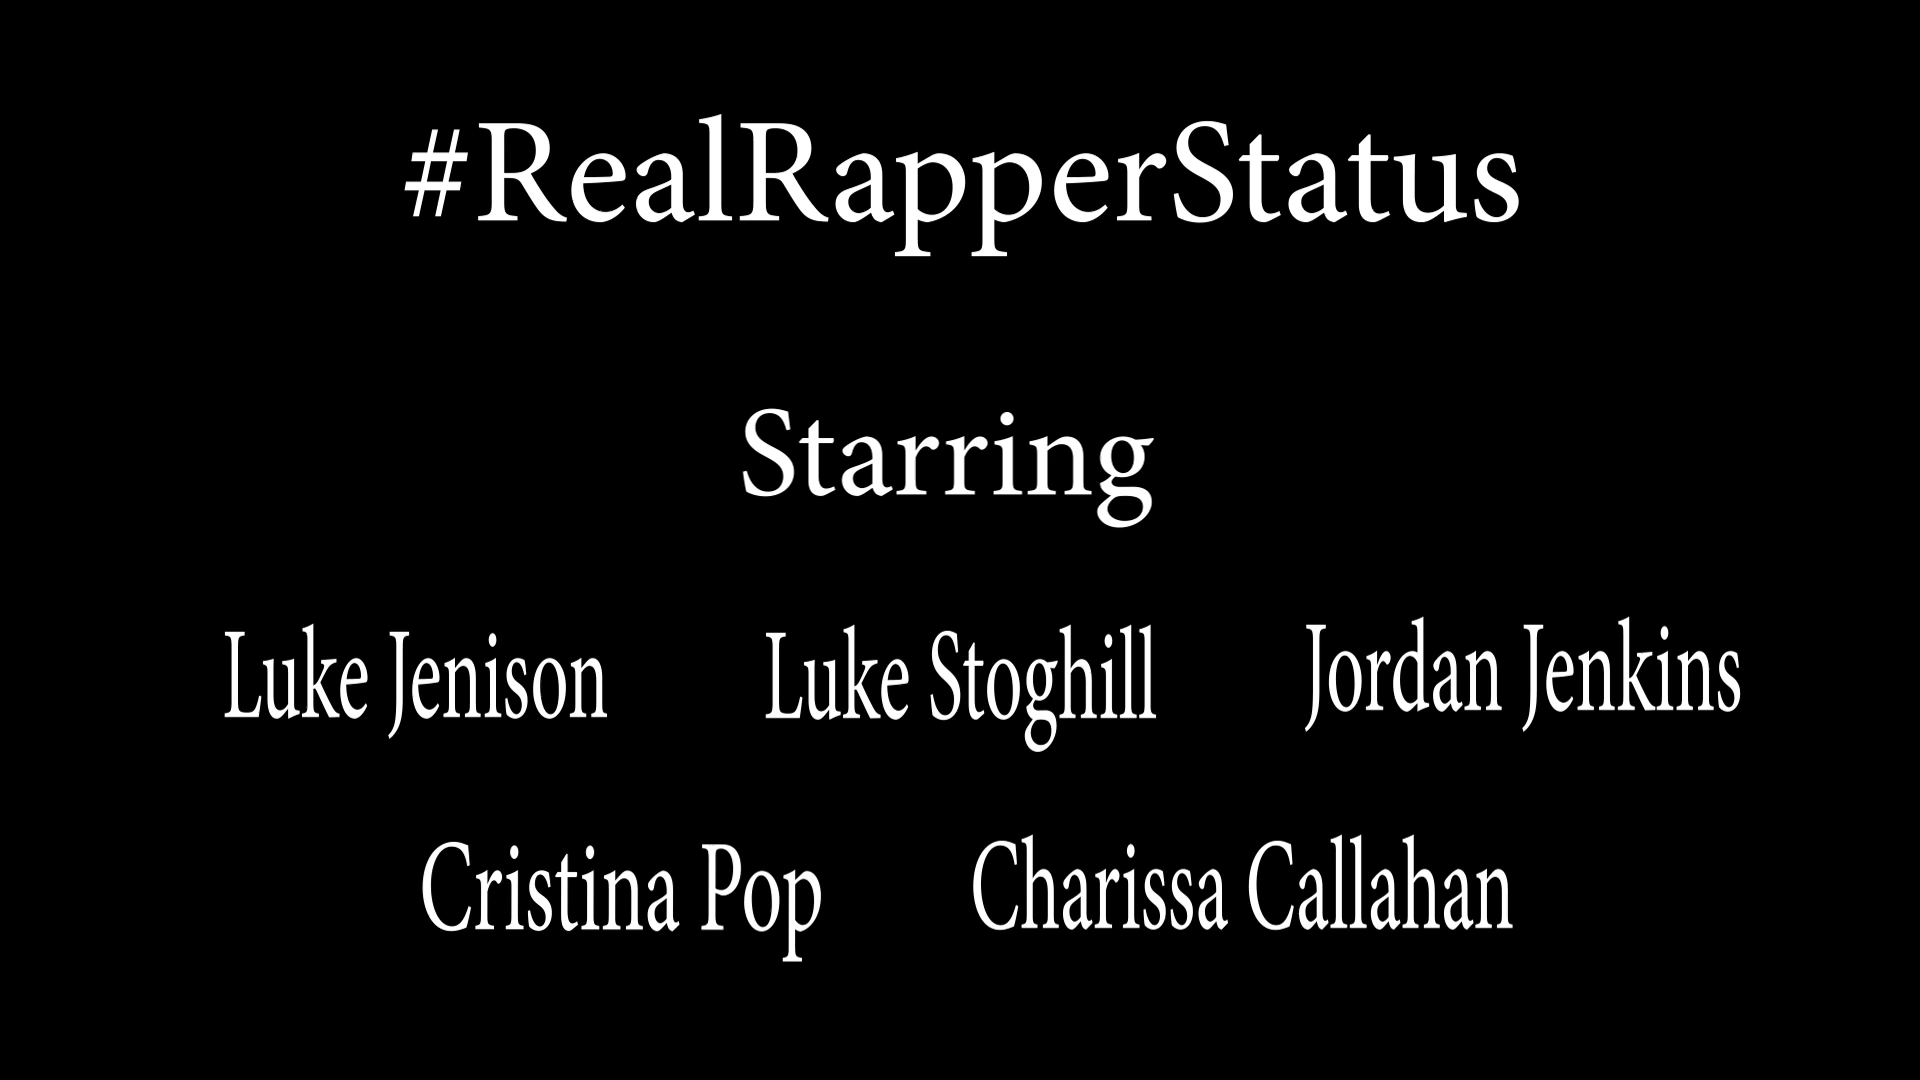 #RealRapperStatus
Starring
Luke Jenison Luke Stoghill Jordan Jenkins
Cristina Pop Charissa Callahan